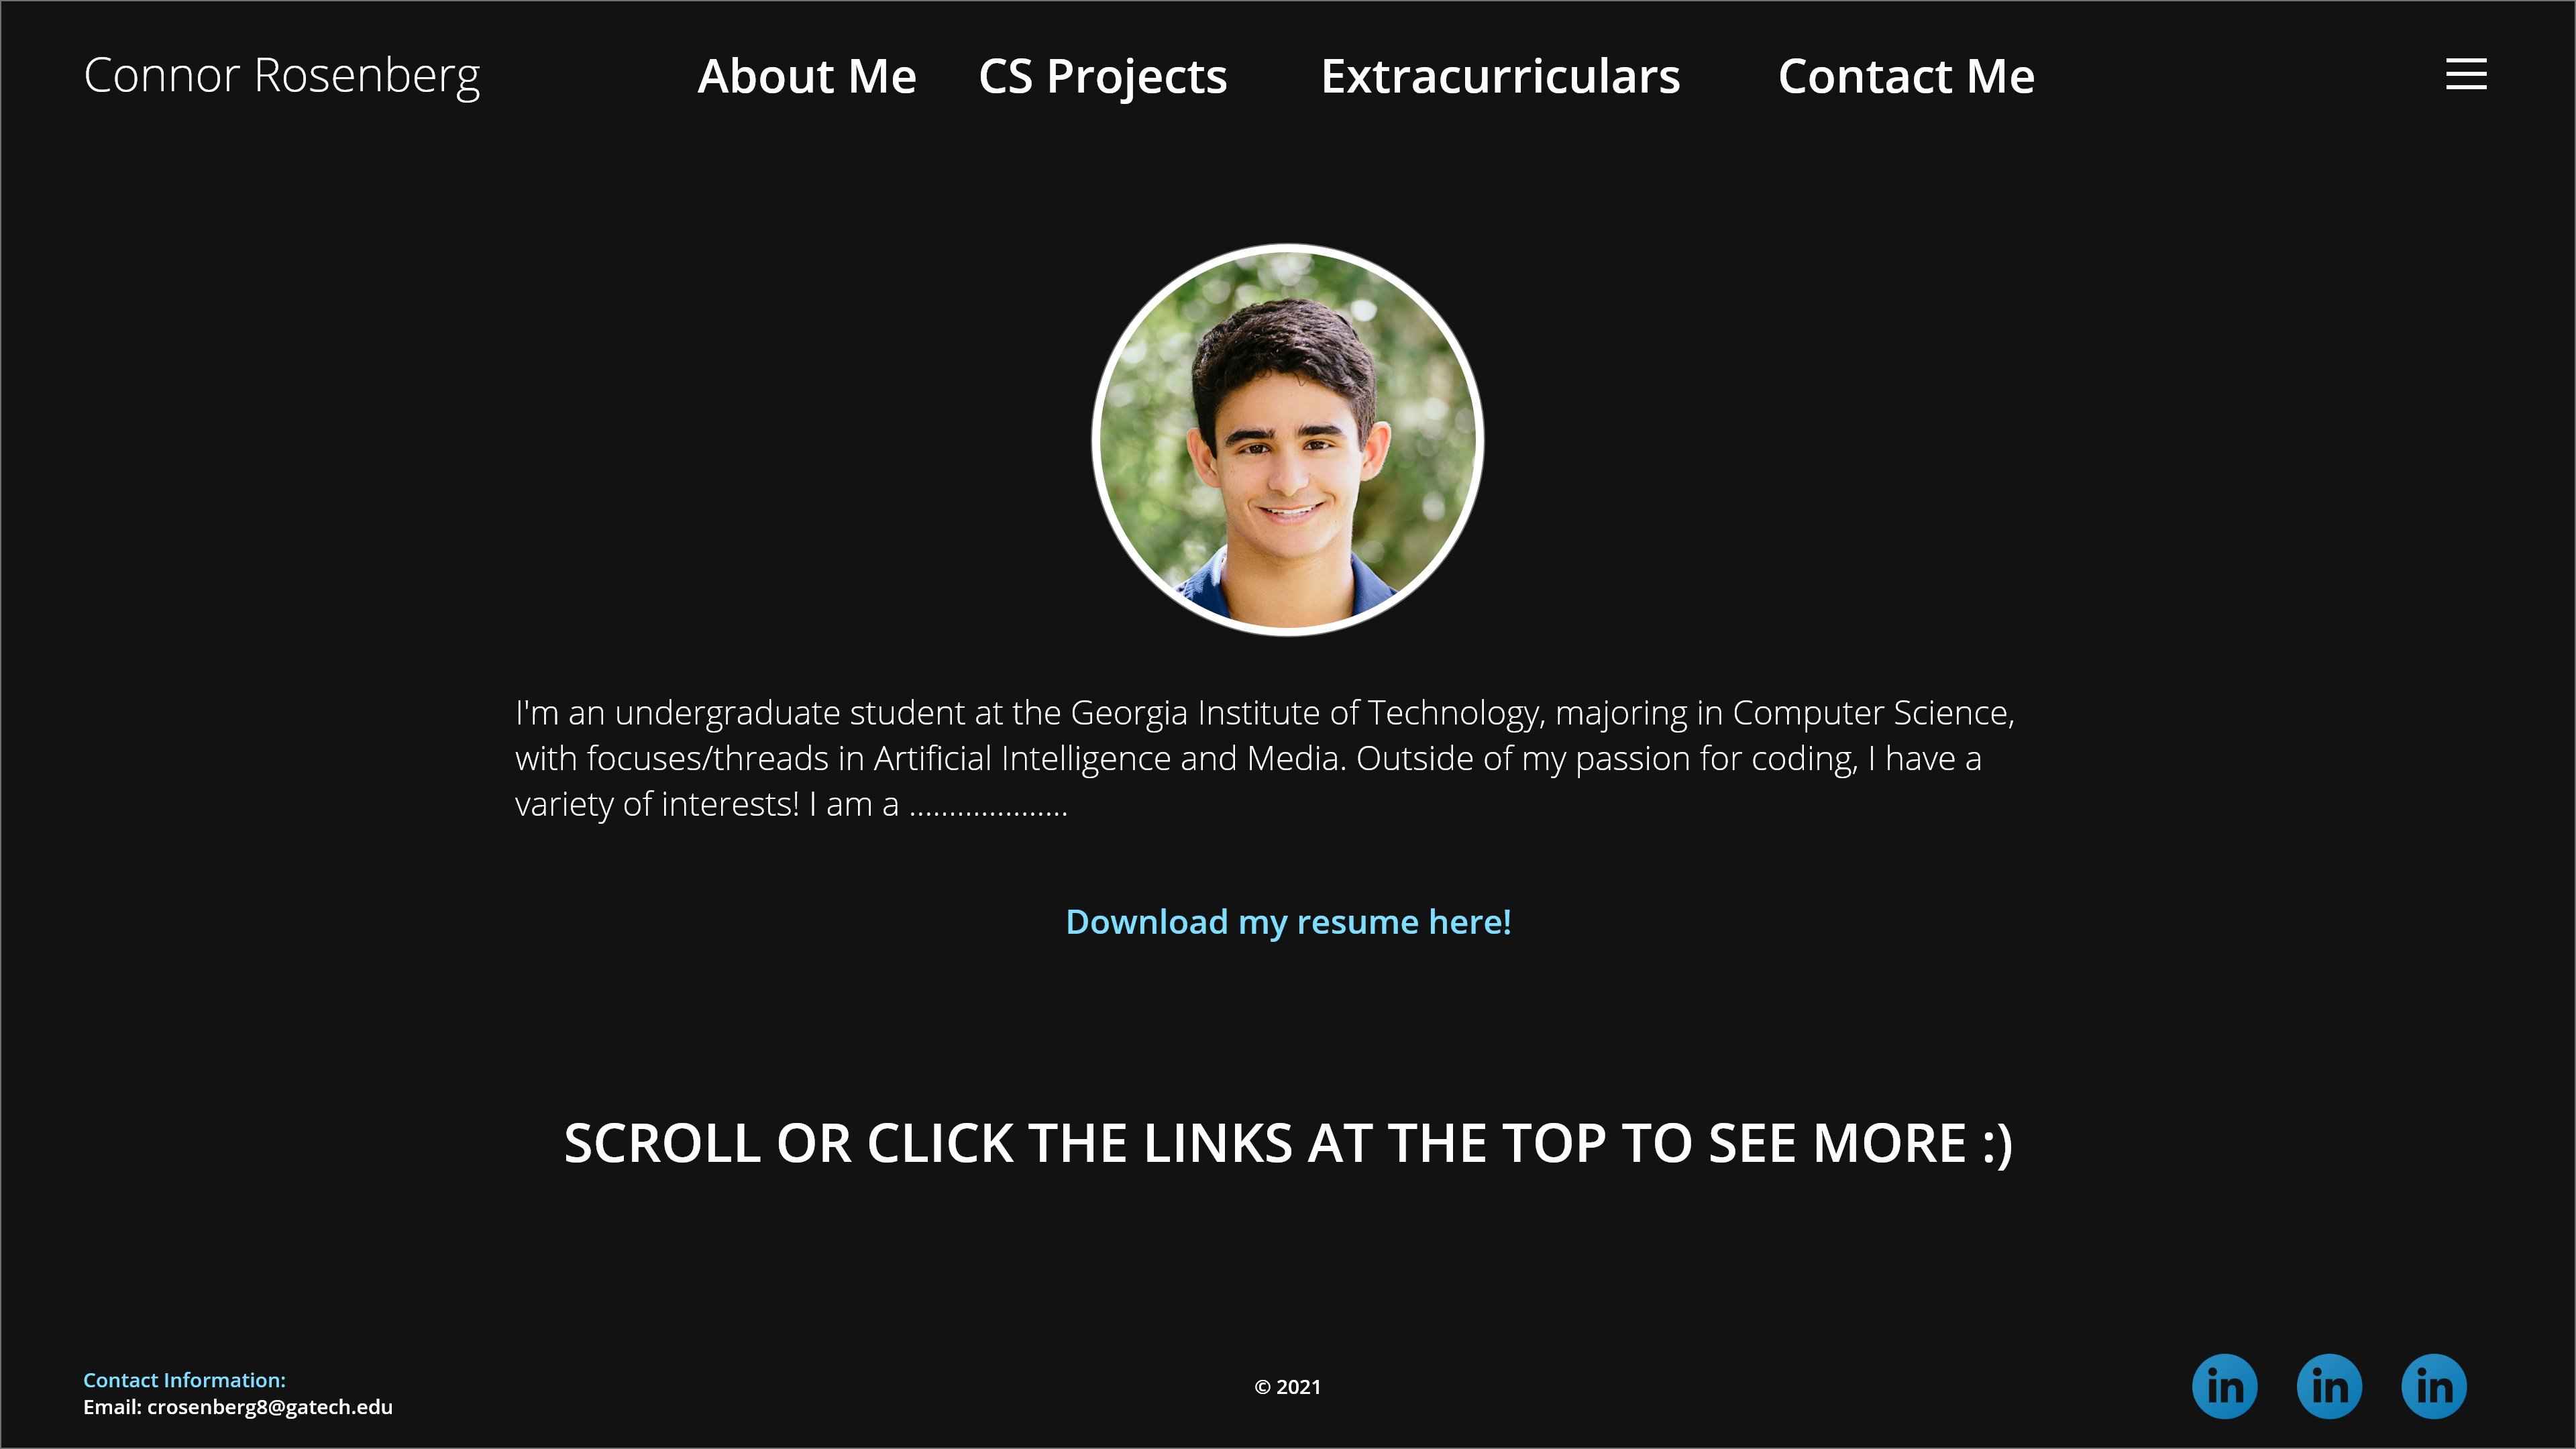 Connor Rosenberg
About Me
CS Projects
Extracurriculars
Contact Me
I'm an undergraduate student at the Georgia Institute of Technology, majoring in Computer Science,
with focuses/threads in Artificial Intelligence and Media. Outside of my passion for coding, I have a
variety of interests! I am a ....................
Download my resume here!
SCROLL OR CLICK THE LINKS AT THE TOP TO SEE MORE :)
Contact Information:
Email: crosenberg8@gatech.edu
© 2021
in
in
in